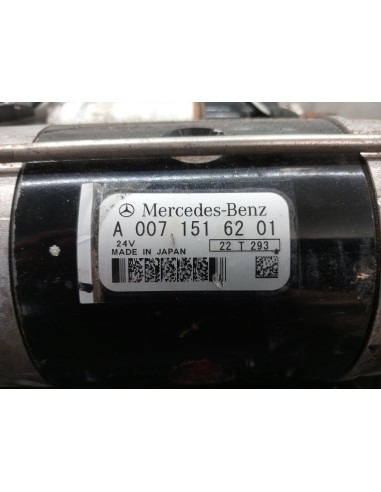 Mercedes-Benz
A 007 151 62 01
24V 22 T 293
MADE IN JAPAN